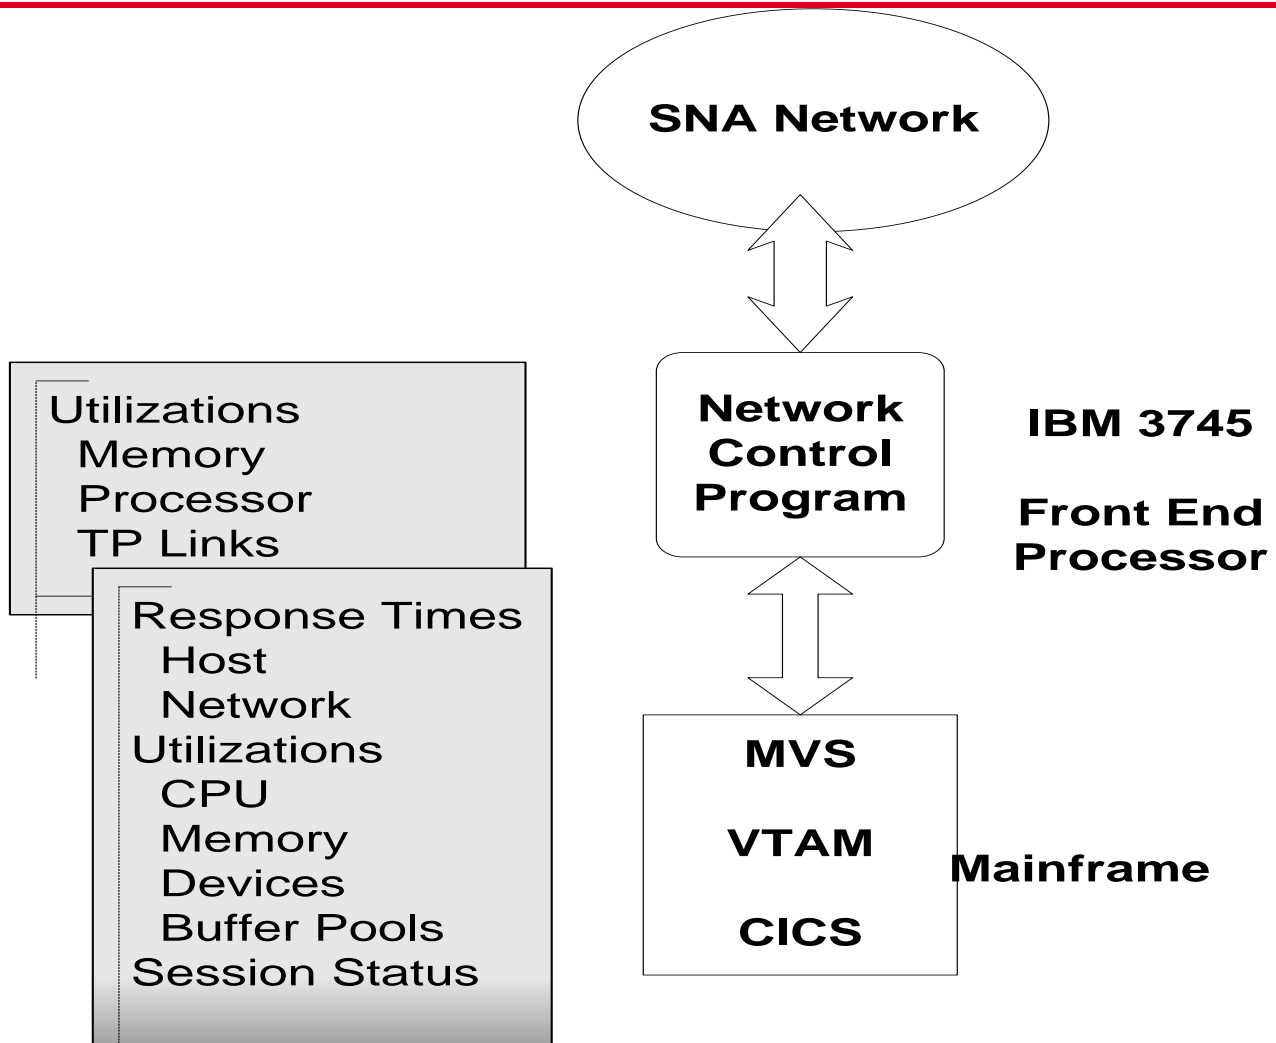 SNA Network
Network
Control
Program
IBM 3745
Front End
Processor
Utilizations
Memory
Processor
TP Links
Response Times
Host
Network
Utilizations
CPU
Memory
Devices
Buffer Pools
Session Status
MVS
VTAM
CICS
Mainframe